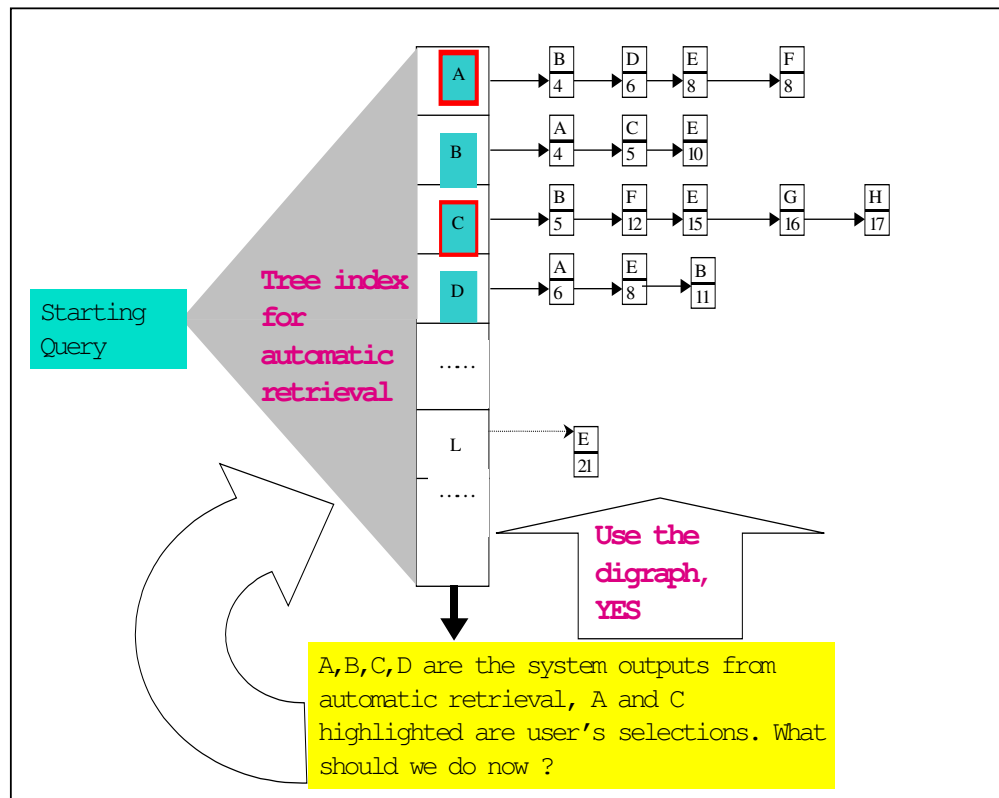 A
B D E F
4 6 8 8
B
A C E
4 5 10
C
B F E G H
5 12 15 16 17
D
A E B
6 8 11
Starting
Query
Tree index
for
automatic
retrieval
.....
L
E
21
.....
Use the
digraph,
YES
A,B,C,D are the system outputs from
automatic retrieval, A and C
highlighted are user’s selections. What
should we do now ?